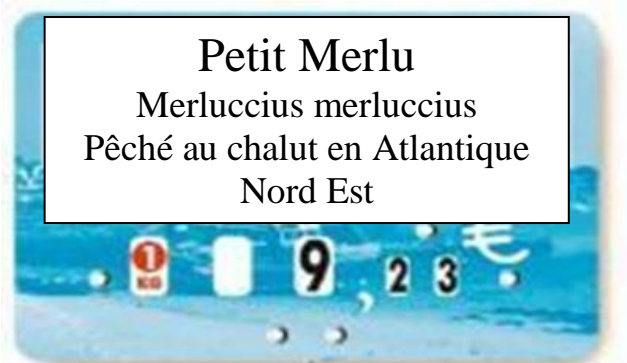 Petit Merlu
Merluccius merluccius
Pêché au chalut en Atlantique
Nord Est
€
1 KG 9,23